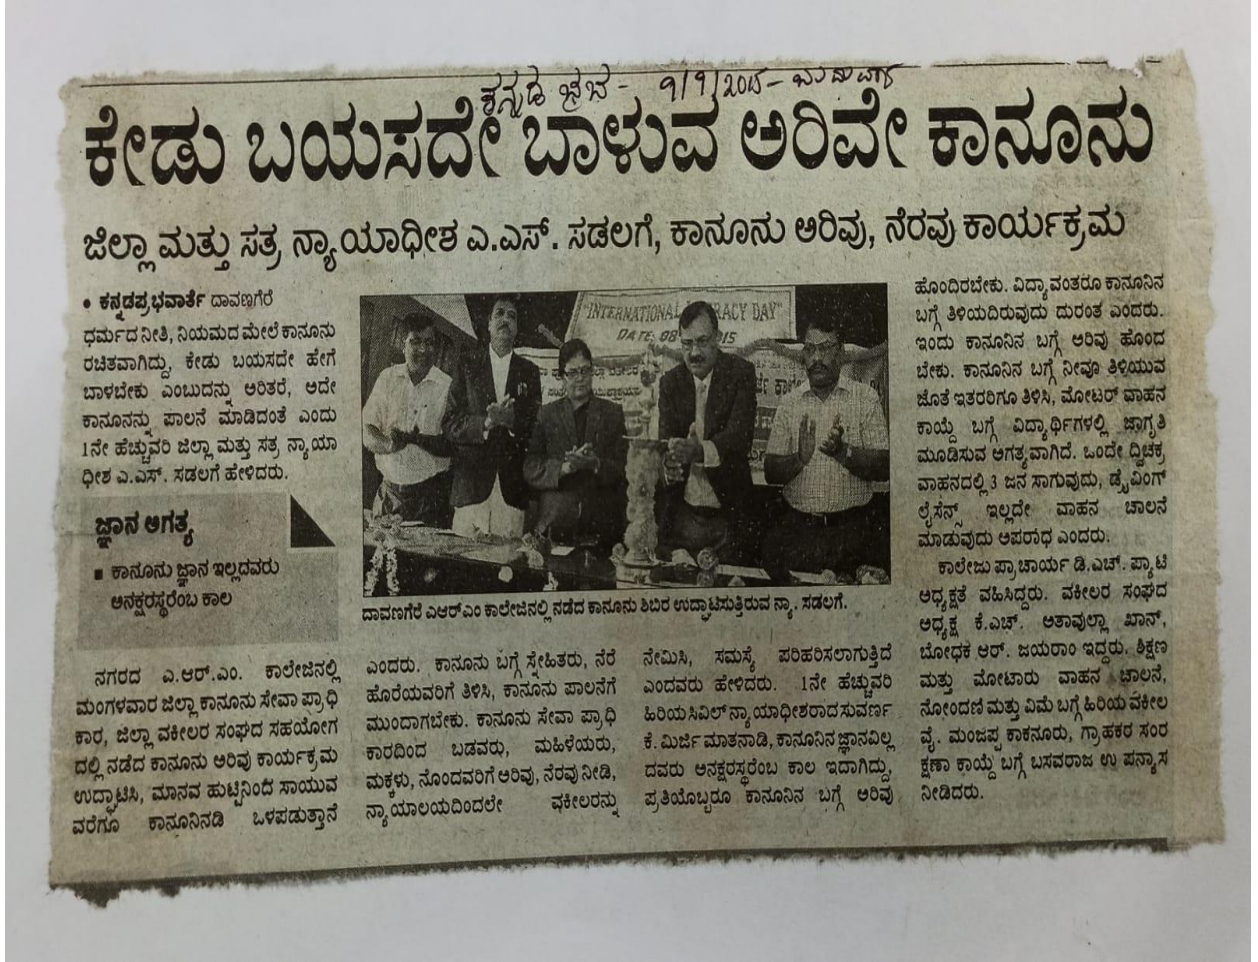 ಕನ್ನಡ ಪ್ರಭ - 9/9/2015 - ಬುಧವಾರ
ಕೇಡು ಬಯಸದೇ ಬಾಳುವ ಅರಿವೇ ಕಾನೂನು
ಜಿಲ್ಲಾ ಮತ್ತು ಸತ್ರ ನ್ಯಾಯಾಧೀಶ ಎ.ಎಸ್. ಸಡಲಗೆ, ಕಾನೂನು ಅರಿವು, ನೆರವು ಕಾರ್ಯಕ್ರಮ
• ಕನ್ನಡಪ್ರಭವಾರ್ತೆ ದಾವಣಗೆರೆ
ಧರ್ಮದ ನೀತಿ, ನಿಯಮದ ಮೇಲೆ ಕಾನೂನು
ರಚಿತವಾಗಿದ್ದು, ಕೇಡು ಬಯಸದೇ ಹೇಗೆ
ಬಾಳಬೇಕು ಎಂಬುದನ್ನು ಅರಿತರೆ, ಅದೇ
ಕಾನೂನನ್ನು ಪಾಲನೆ ಮಾಡಿದಂತೆ ಎಂದು
1ನೇ ಹೆಚ್ಚುವರಿ ಜಿಲ್ಲಾ ಮತ್ತು ಸತ್ರ ನ್ಯಾಯಾ
ಧೀಶ ಎ.ಎಸ್. ಸಡಲಗೆ ಹೇಳಿದರು.
ಜ್ಞಾನ ಅಗತ್ಯ
■ ಕಾನೂನು ಜ್ಞಾನ ಇಲ್ಲದವರು
ಅನಕ್ಷರಸ್ಥರೆಂಬ ಕಾಲ
ನಗರದ ಎ.ಆರ್.ಎಂ. ಕಾಲೇಜಿನಲ್ಲಿ
ಮಂಗಳವಾರ ಜಿಲ್ಲಾ ಕಾನೂನು ಸೇವಾ ಪ್ರಾಧಿ
ಕಾರ, ಜಿಲ್ಲಾ ವಕೀಲರ ಸಂಘದ ಸಹಯೋಗ
ದಲ್ಲಿ ನಡೆದ ಕಾನೂನು ಅರಿವು ಕಾರ್ಯಕ್ರಮ
ಉದ್ಘಾಟಿಸಿ, ಮಾನವ ಹುಟ್ಟಿನಿಂದ ಸಾಯುವ
ವರೆಗೂ ಕಾನೂನಿನಡಿ ಒಳಪಡುತ್ತಾನೆ
"INTERNATIONAL RACY DAY"
DATE: 08 15
ದಾವಣಗೆರೆ ಎಆರ್‌ಎಂ ಕಾಲೇಜಿನಲ್ಲಿ ನಡೆದ ಕಾನೂನು ಶಿಬಿರ ಉದ್ಘಾಟಿಸುತ್ತಿರುವ ನ್ಯಾ. ಸಡಲಗೆ.
ಎಂದರು. ಕಾನೂನು ಬಗ್ಗೆ ಸ್ನೇಹಿತರು, ನೆರೆ
ಹೊರೆಯವರಿಗೆ ತಿಳಿಸಿ, ಕಾನೂನು ಪಾಲನೆಗೆ
ಮುಂದಾಗಬೇಕು. ಕಾನೂನು ಸೇವಾ ಪ್ರಾಧಿ
ಕಾರದಿಂದ ಬಡವರು, ಮಹಿಳೆಯರು,
ಮಕ್ಕಳು, ನೊಂದವರಿಗೆ ಅರಿವು, ನೆರವು ನೀಡಿ,
ನ್ಯಾಯಾಲಯದಿಂದಲೇ ವಕೀಲರನ್ನು
ನೇಮಿಸಿ, ಸಮಸ್ಯೆ ಪರಿಹರಿಸಲಾಗುತ್ತಿದೆ
ಎಂದವರು ಹೇಳಿದರು. 1ನೇ ಹೆಚ್ಚುವರಿ
ಹಿರಿಯ ಸಿವಿಲ್ ನ್ಯಾಯಾಧೀಶರಾದ ಸುವರ್ಣ
ಕೆ. ಮಿರ್ಜಿ ಮಾತನಾಡಿ, ಕಾನೂನಿನ ಜ್ಞಾನವಿಲ್ಲ
ದವರು ಅನಕ್ಷರಸ್ಥರೆಂಬ ಕಾಲ ಇದಾಗಿದ್ದು,
ಪ್ರತಿಯೊಬ್ಬರೂ ಕಾನೂನಿನ ಬಗ್ಗೆ ಅರಿವು
ಹೊಂದಿರಬೇಕು. ವಿದ್ಯಾವಂತರೂ ಕಾನೂನಿನ
ಬಗ್ಗೆ ತಿಳಿಯದಿರುವುದು ದುರಂತ ಎಂದರು.
ಇಂದು ಕಾನೂನಿನ ಬಗ್ಗೆ ಅರಿವು ಹೊಂದ
ಬೇಕು. ಕಾನೂನಿನ ಬಗ್ಗೆ ನೀವೂ ತಿಳಿಯುವ
ಜೊತೆ ಇತರರಿಗೂ ತಿಳಿಸಿ, ಮೋಟರ್ ವಾಹನ
ಕಾಯ್ದೆ ಬಗ್ಗೆ ವಿದ್ಯಾರ್ಥಿಗಳಲ್ಲಿ ಜಾಗೃತಿ
ಮೂಡಿಸುವ ಅಗತ್ಯವಾಗಿದೆ. ಒಂದೇ ದ್ವಿಚಕ್ರ
ವಾಹನದಲ್ಲಿ 3 ಜನ ಸಾಗುವುದು, ಡ್ರೈವಿಂಗ್
ಲೈಸೆನ್ಸ್ ಇಲ್ಲದೇ ವಾಹನ ಚಾಲನೆ
ಮಾಡುವುದು ಅಪರಾಧ ಎಂದರು.
ಕಾಲೇಜು ಪ್ರಾಚಾರ್ಯ ಡಿ.ಎಚ್. ಪ್ಯಾಟಿ
ಅಧ್ಯಕ್ಷತೆ ವಹಿಸಿದ್ದರು. ವಕೀಲರ ಸಂಘದ
ಅಧ್ಯಕ್ಷ ಕೆ.ಎಚ್. ಅತಾವುಲ್ಲಾ ಖಾನ್,
ಬೋಧಕ ಆರ್. ಜಯರಾಂ ಇದ್ದರು. ಶಿಕ್ಷಣ
ಮತ್ತು ಮೋಟಾರು ವಾಹನ ಚಾಲನೆ,
ನೋಂದಣಿ ಮತ್ತು ವಿಮೆ ಬಗ್ಗೆ ಹಿರಿಯ ವಕೀಲ
ವೈ. ಮಂಜಪ್ಪ ಕಾಕನೂರು, ಗ್ರಾಹಕರ ಸಂರ
ಕ್ಷಣಾ ಕಾಯ್ದೆ ಬಗ್ಗೆ ಬಸವರಾಜ ಉಪನ್ಯಾಸ
ನೀಡಿದರು.